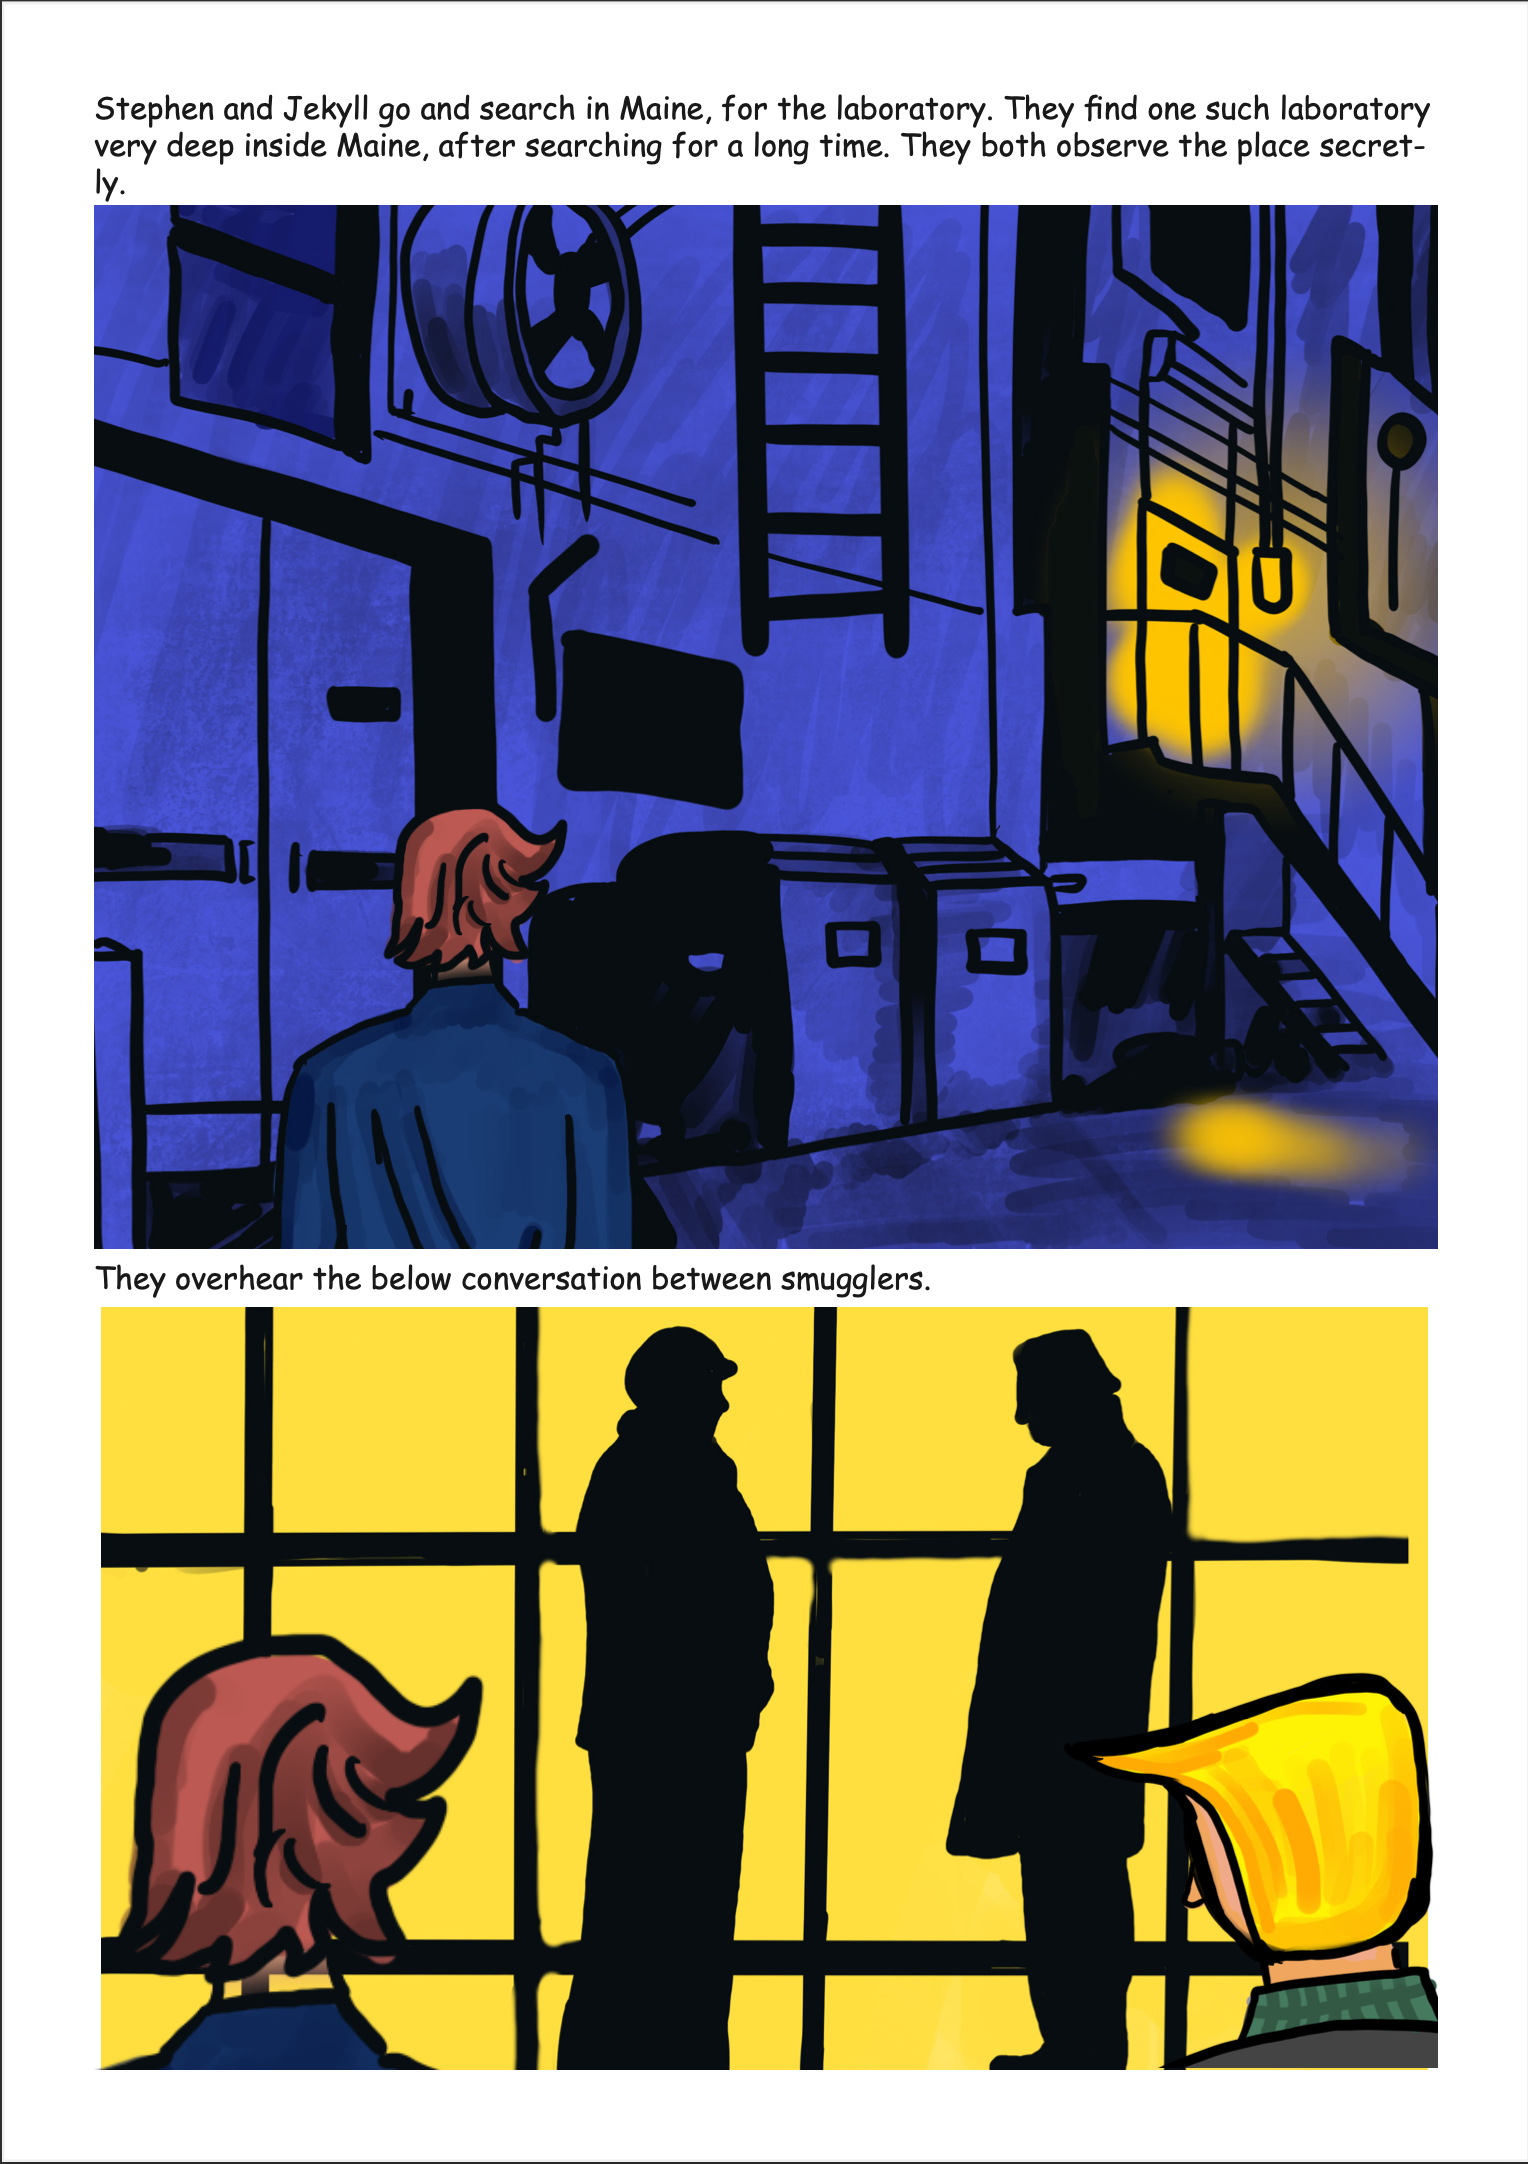 Stephen and Jekyll go and search in Maine, for the laboratory. They find one such laboratory
very deep inside Maine, after searching for a long time. They both observe the place secret-
ly.
They overhear the below conversation between smugglers.